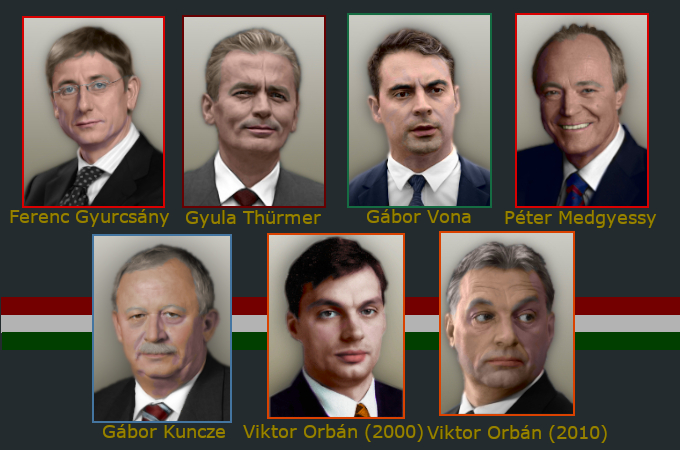 Ferenc Gyurcsány
Gyula Thürmer
Gábor Vona
Péter Medgyessy
Gábor Kuncze
Viktor Orbán (2000)
Viktor Orbán (2010)